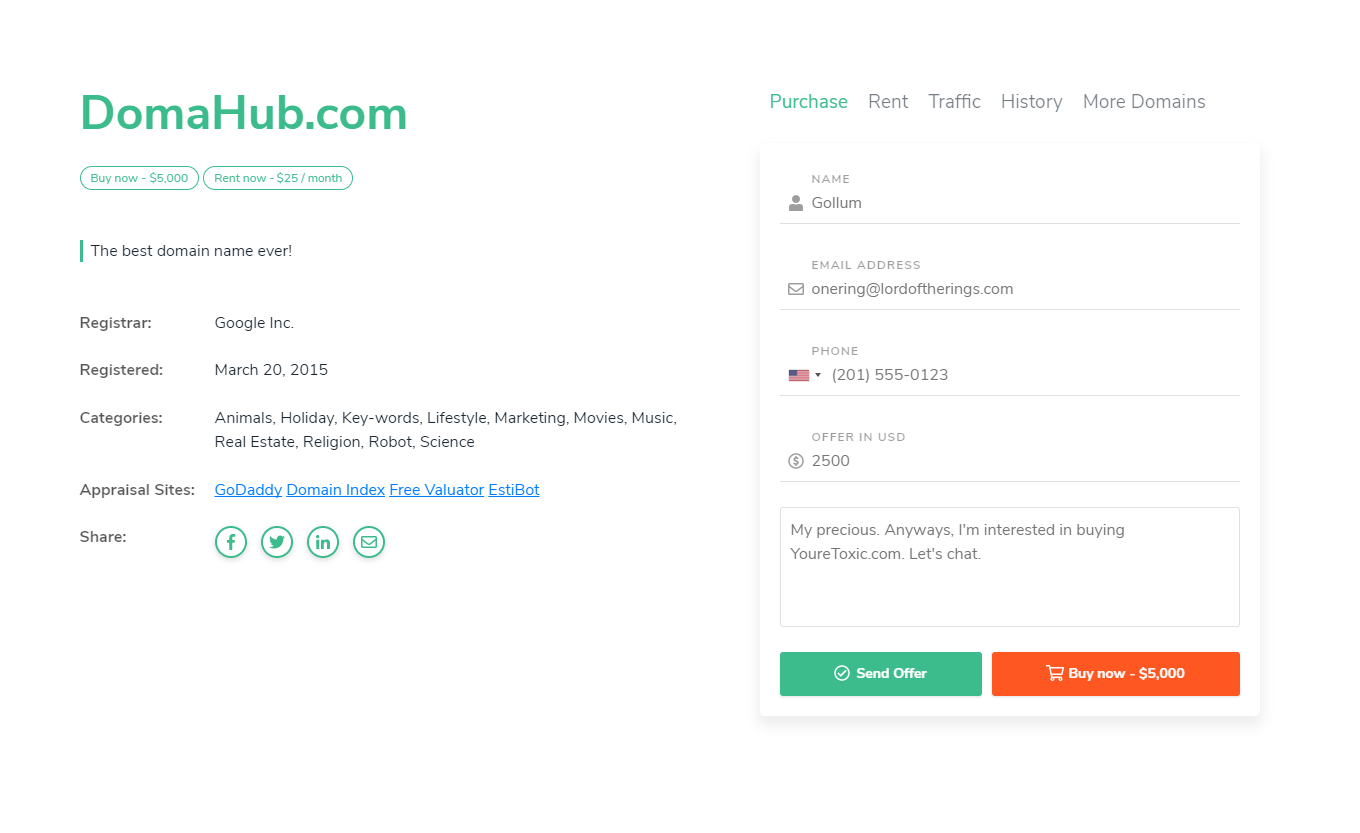 DomaHub.com
Buy now - $5,000 Rent now - $25 / month
The best domain name ever!
Registrar: Google Inc.
Registered: March 20, 2015
Categories: Animals, Holiday, Key-words, Lifestyle, Marketing, Movies, Music,
Real Estate, Religion, Robot, Science
Appraisal Sites: GoDaddy Domain Index Free Valuator EstiBot
Share:
Purchase Rent Traffic History More Domains
NAME
Gollum
EMAIL ADDRESS
onering@lordoftherings.com
PHONE
(201) 555-0123
OFFER IN USD
2500
My precious. Anyways, I'm interested in buying
YoureToxic.com. Let's chat.
Send Offer Buy now - $5,000